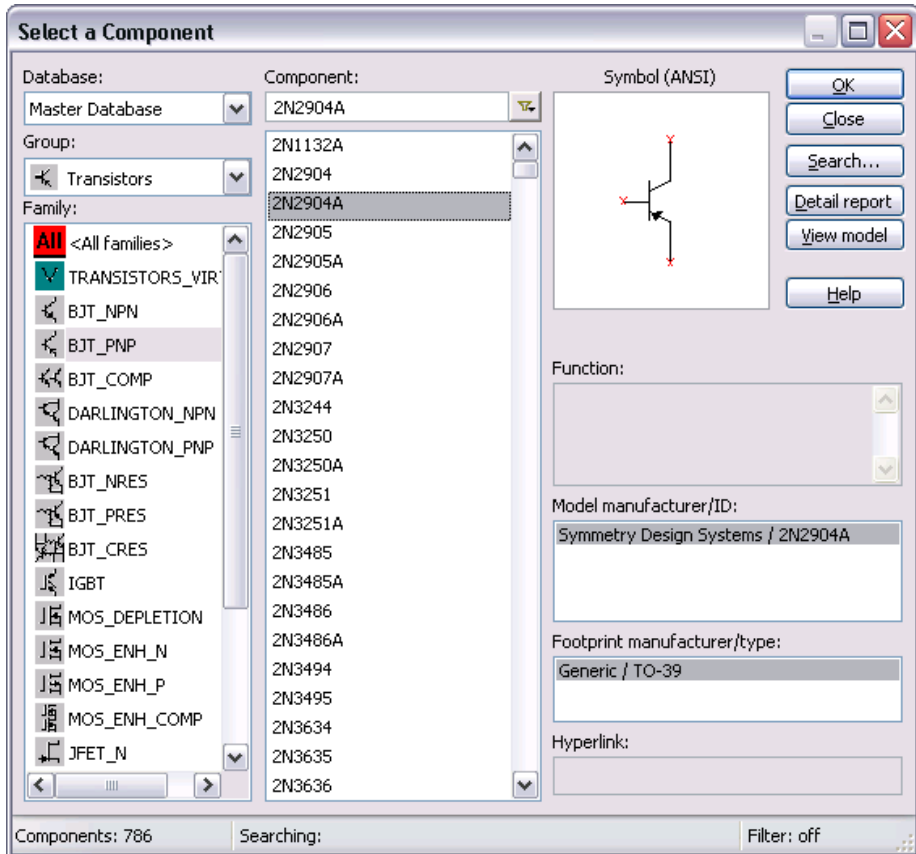 Select a Component
Database:
Master Database
Group:
Transistors
Family:
All <All families>
TRANSISTORS_VIR
BJT_NPN
BJT_PNP
BJT_COMP
DARLINGTON_NPN
DARLINGTON_PNP
BJT_NRES
BJT_PRES
BJT_CRES
IGBT
MOS_DEPLETION
MOS_ENH_N
MOS_ENH_P
MOS_ENH_COMP
JFET_N
Component:
2N2904A
2N1132A
2N2904
2N2904A
2N2905
2N2905A
2N2906
2N2906A
2N2907
2N2907A
2N3244
2N3250
2N3250A
2N3251
2N3251A
2N3485
2N3485A
2N3486
2N3486A
2N3494
2N3495
2N3634
2N3635
2N3636
Symbol (ANSI)
OK
Close
Search...
Detail report
View model
Help
Function:
Model manufacturer/ID:
Symmetry Design Systems / 2N2904A
Footprint manufacturer/type:
Generic / TO-39
Hyperlink:
Components: 786
Searching:
Filter: off